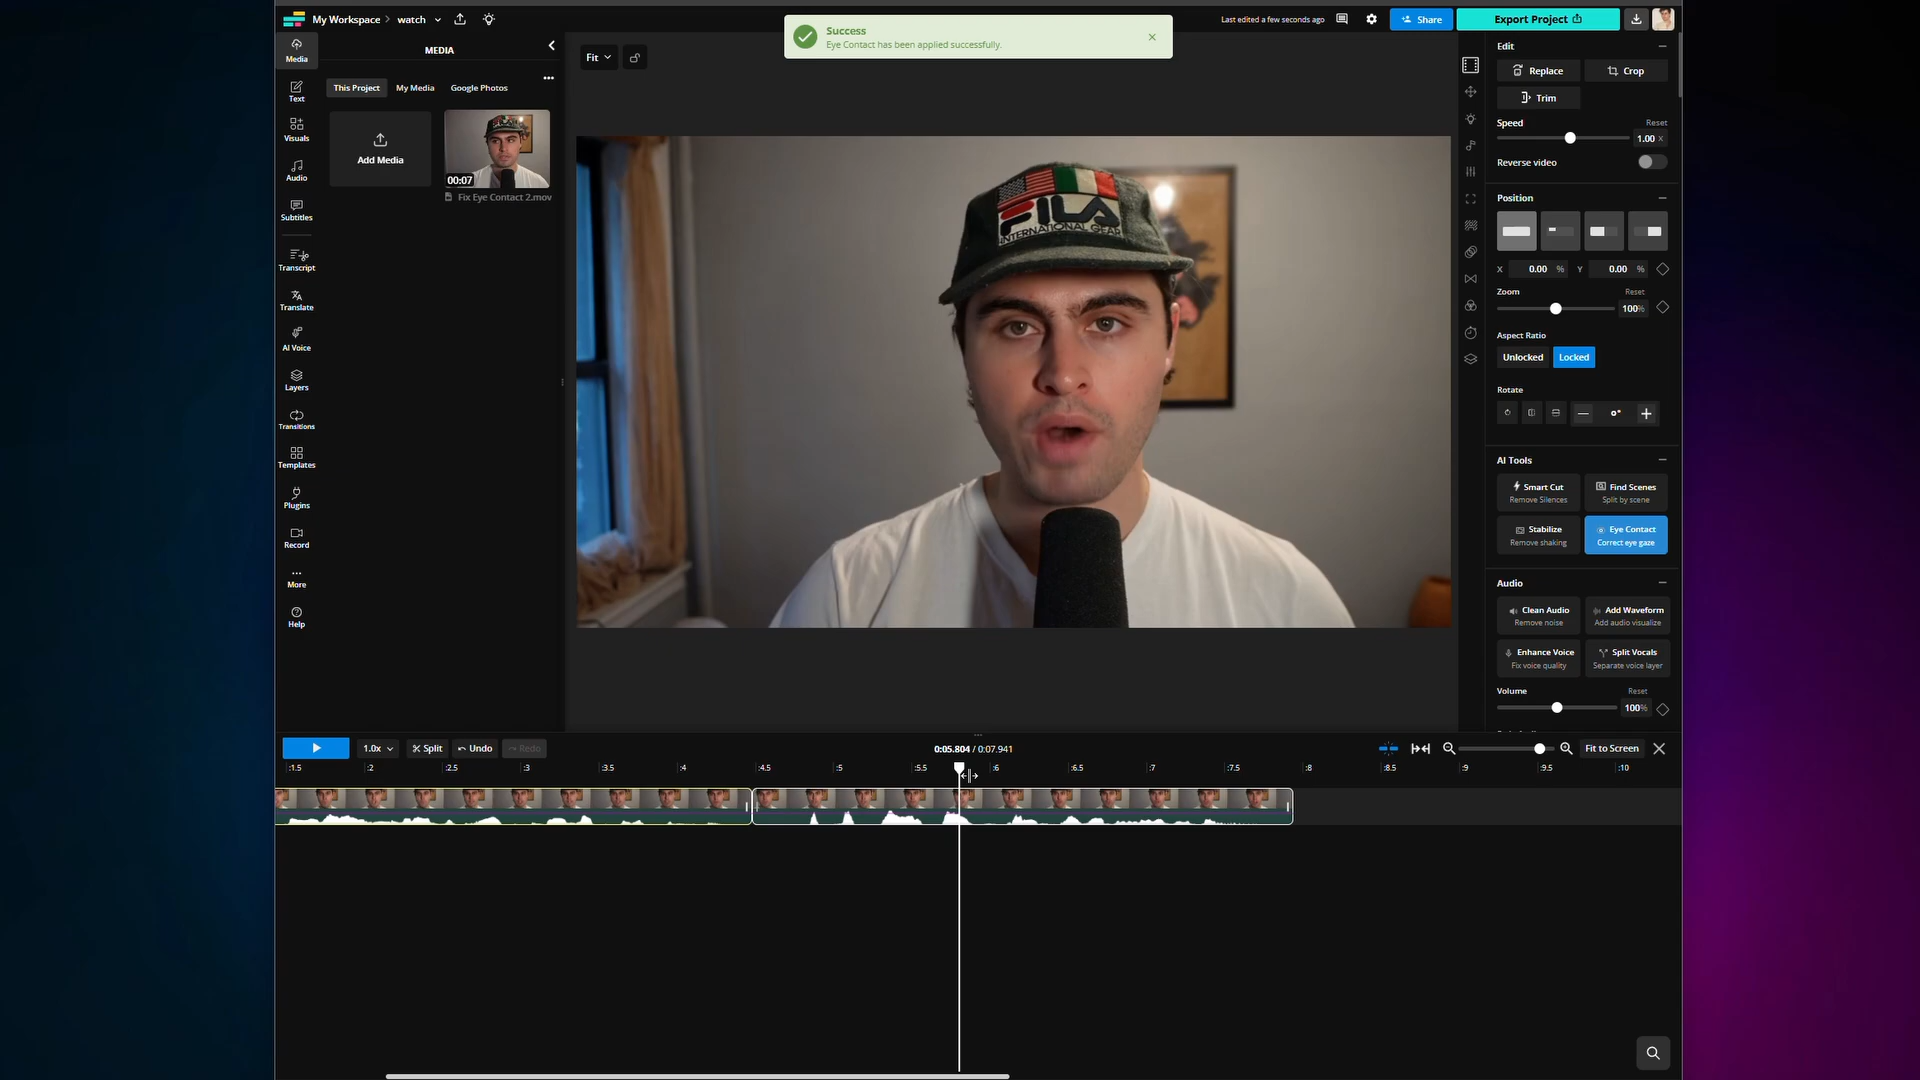 My Workspace > watch
Last edited a few seconds ago
Share
Export Project
Success
Eye Contact has been applied successfully.
Media
Text
Visuals
Audio
Subtitles
Transcript
Translate
AI Voice
Layers
Transitions
Templates
Plugins
Record
More
Help
MEDIA
This Project
My Media
Google Photos
Add Media
00:07
Fix Eye Contact 2.mov
Fit
FILA
INTERNATIONAL GEAR
Edit
Replace
Crop
Trim
Speed
Reset
1.00 x
Reverse video
Position
X 0.00 %
Y 0.00 %
Zoom
Reset
100%
Aspect Ratio
Unlocked
Locked
Rotate
0°
AI Tools
Smart Cut
Remove Silences
Find Scenes
Split by scene
Stabilize
Remove shaking
Eye Contact
Correct eye gaze
Audio
Clean Audio
Remove noise
Add Waveform
Add audio visualize
Enhance Voice
Fix voice quality
Split Vocals
Separate voice layer
Volume
Reset
100%
1.0x
Split
Undo
Redo
0:05.804 / 0:07.941
Fit to Screen
:1.5 :2 :2.5 :3 :3.5 :4 :4.5 :5 :5.5 :6 :6.5 :7 :7.5 :8 :8.5 :9 :9.5 :10